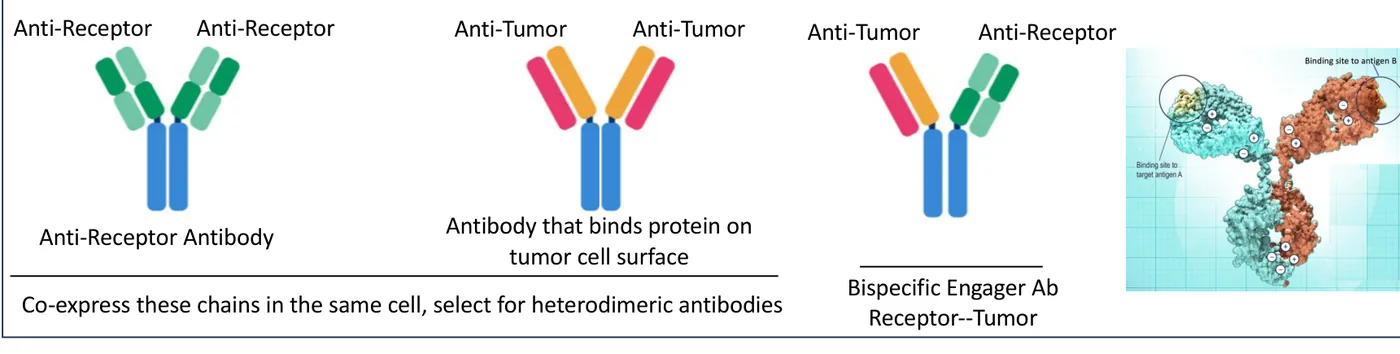 Anti-Receptor
Anti-Receptor
Anti-Tumor
Anti-Tumor
Anti-Tumor
Anti-Receptor
Anti-Receptor Antibody
Antibody that binds protein on
tumor cell surface
Co-express these chains in the same cell, select for heterodimeric antibodies
Bispecific Engager Ab
Receptor--Tumor
Binding site to antigen B
Binding site to
target antigen A